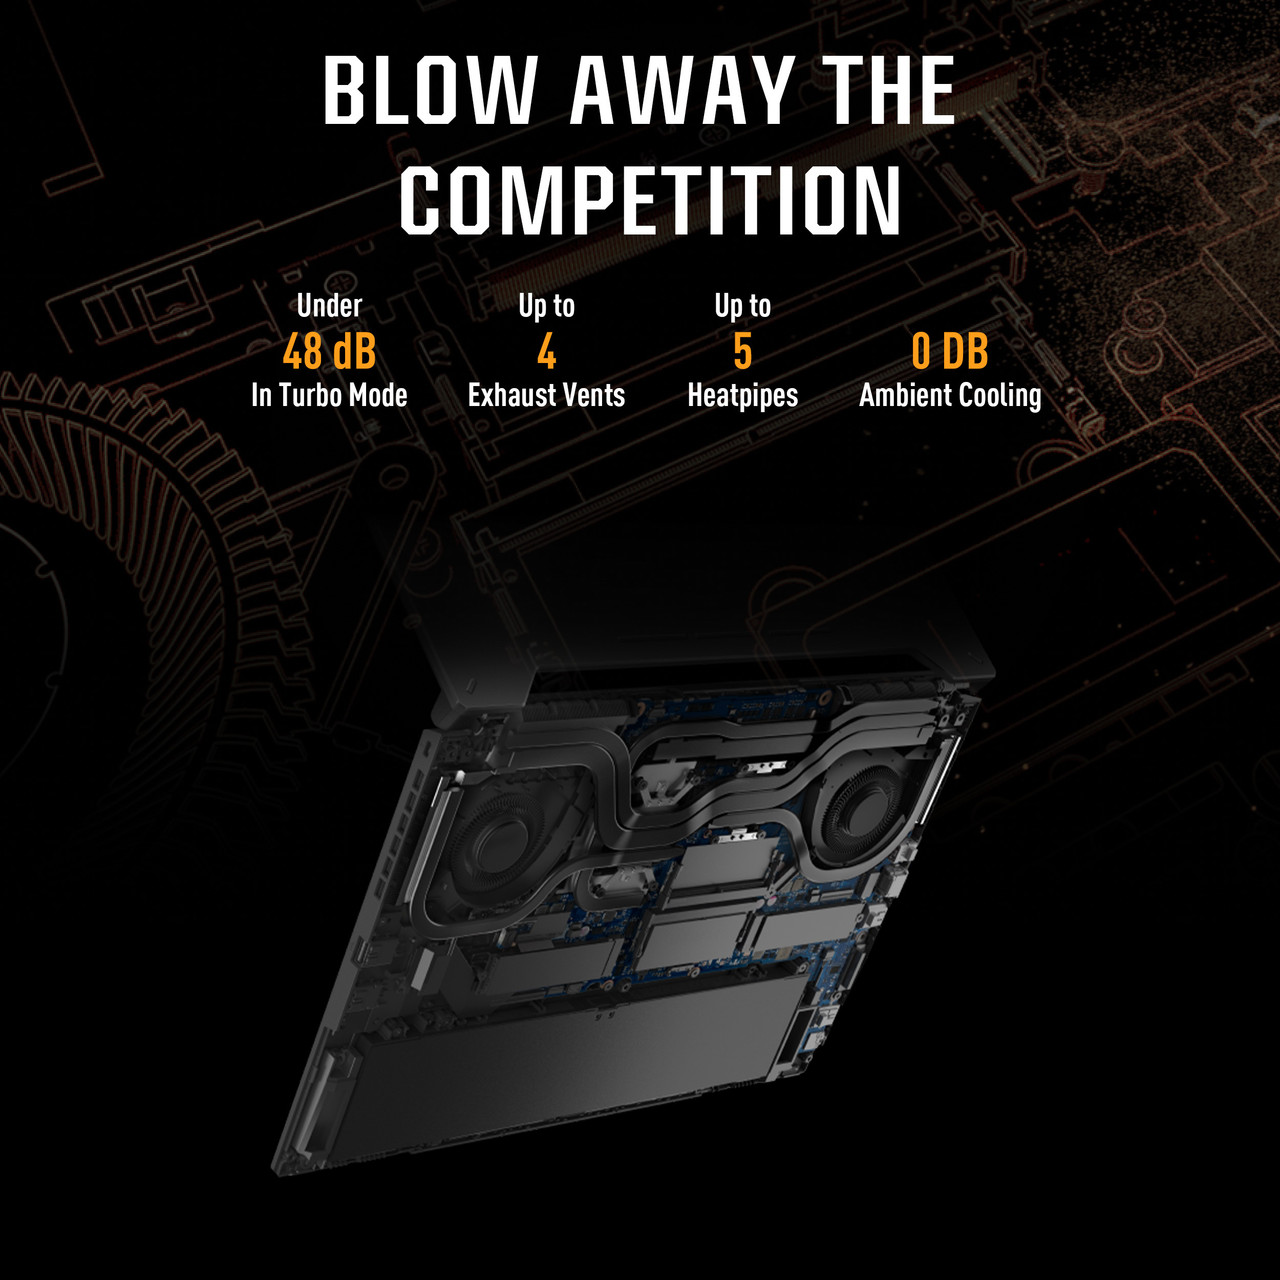 BLOW AWAY THE
COMPETITION
Under
48 dB
In Turbo Mode
Up to
4
Exhaust Vents
Up to
5
Heatpipes
0 DB
Ambient Cooling